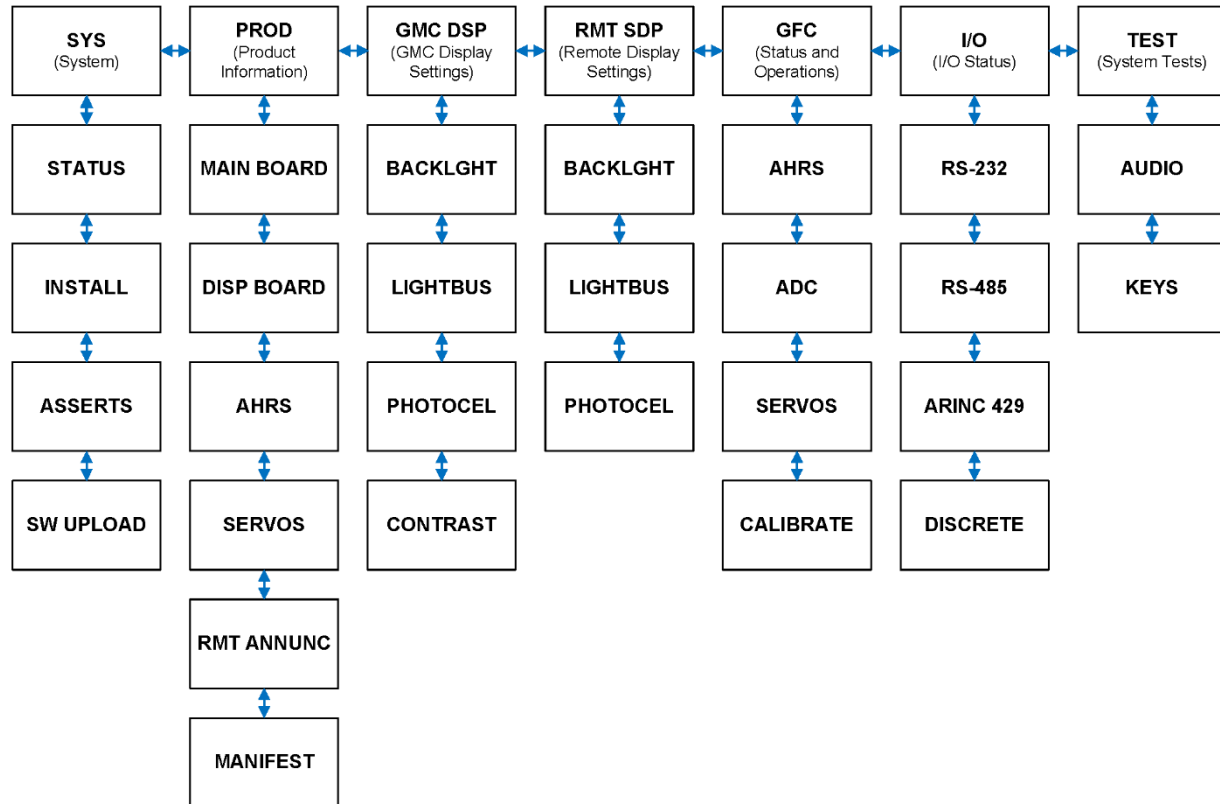 SYS
(System)
PROD
(Product
Information)
GMC DSP
(GMC Display
Settings)
RMT SDP
(Remote Display
Settings)
GFC
(Status and
Operations)
I/O
(I/O Status)
TEST
(System Tests)
STATUS
MAIN BOARD
BACKLGHT
BACKLGHT
AHRS
RS-232
AUDIO
INSTALL
DISP BOARD
LIGHTBUS
LIGHTBUS
ADC
RS-485
KEYS
ASSERTS
AHRS
PHOTOCEL
PHOTOCEL
SERVOS
ARINC 429
SW UPLOAD
SERVOS
CONTRAST
CALIBRATE
DISCRETE
RMT ANNUNC
MANIFEST